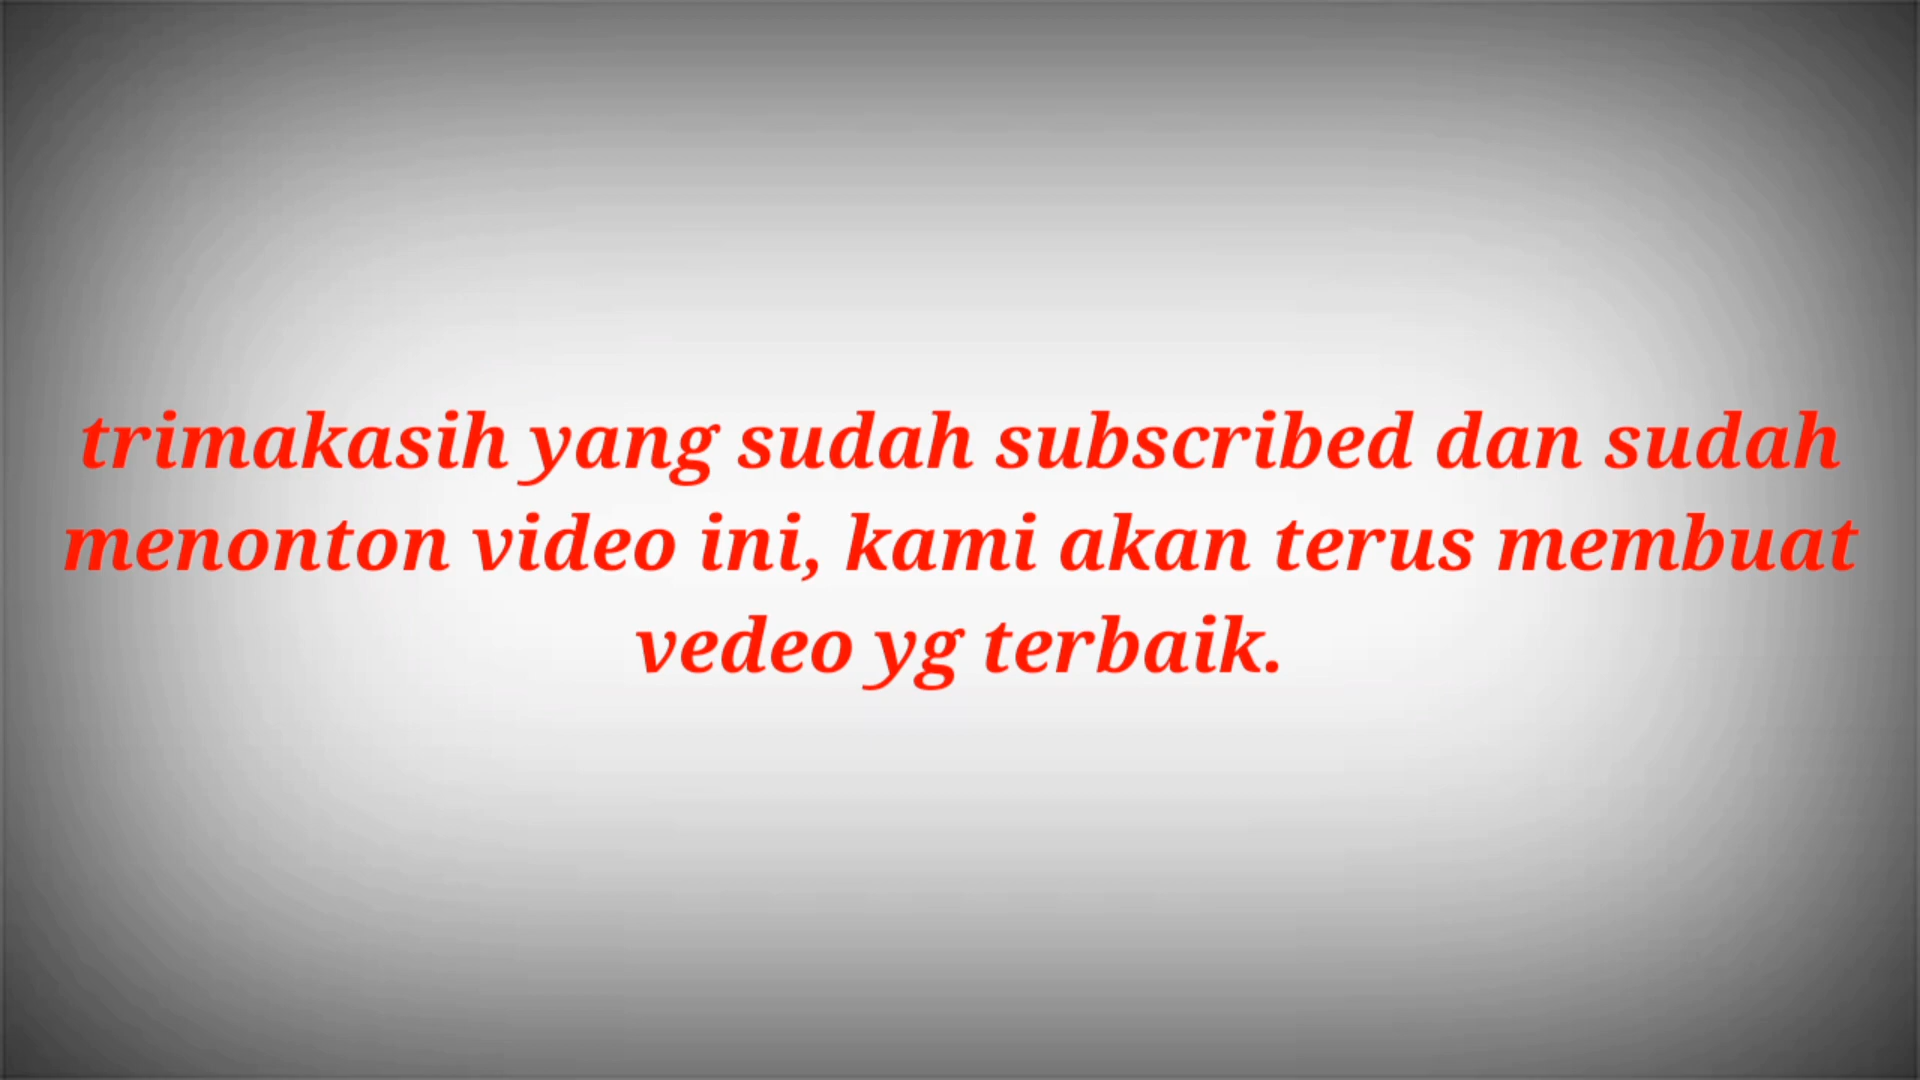 trimakasih yang sudah subscribed dan sudah
menonton video ini, kami akan terus membuat
vedeo yg terbaik.